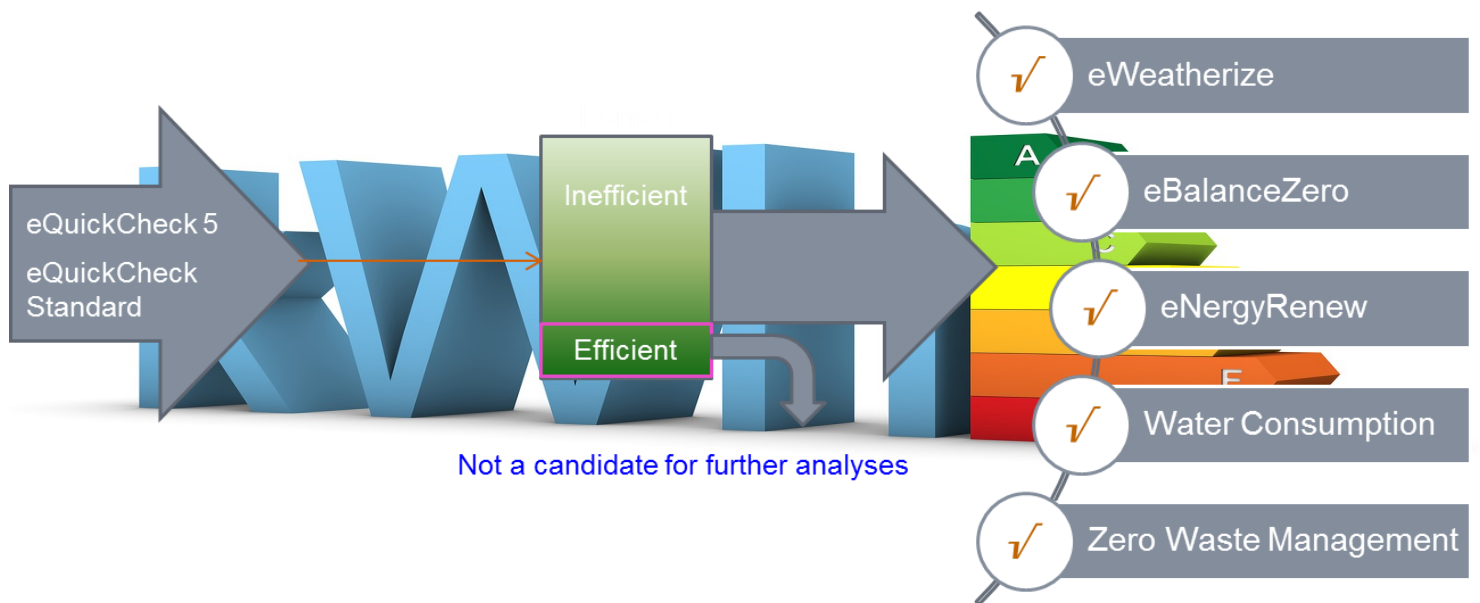 eQuickCheck 5
eQuickCheck
Standard
Inefficient
Efficient
Not a candidate for further analyses
A
C
E
√ eWeatherize
√ eBalanceZero
√ eNergyRenew
√ Water Consumption
√ Zero Waste Management